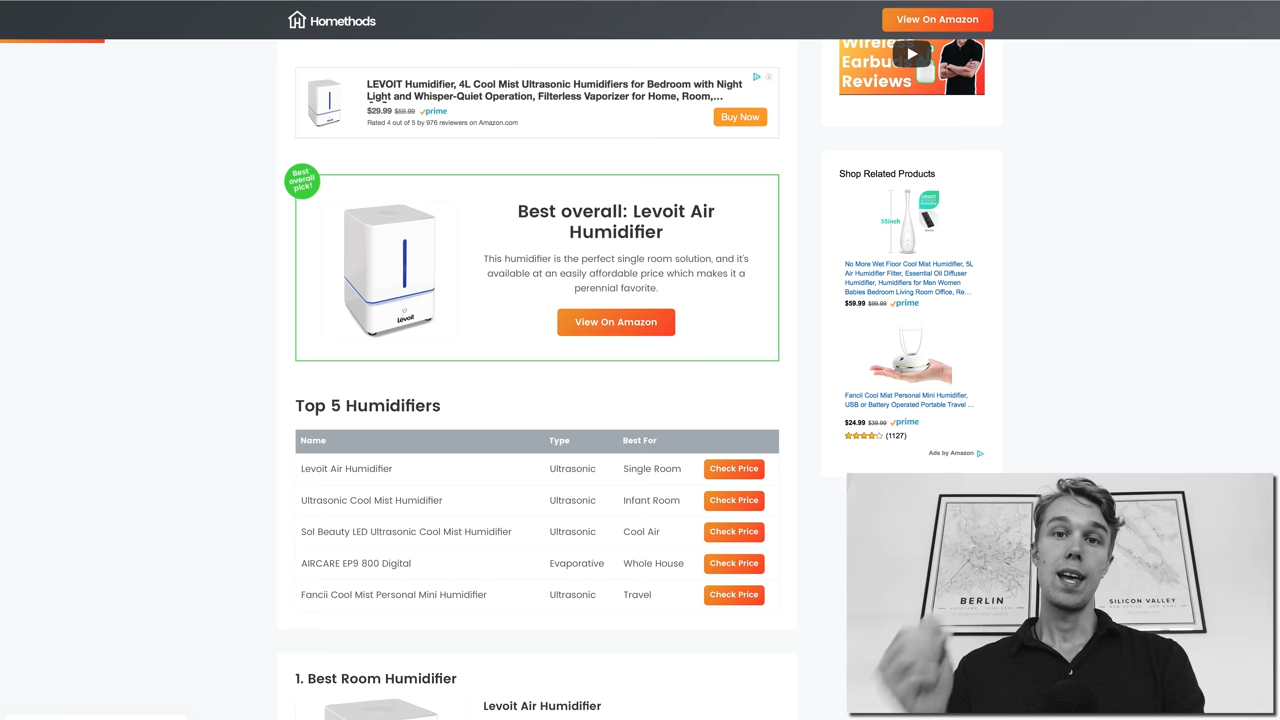 Homethods
View On Amazon
Wireless
Earbuds
Reviews
LEVOIT Humidifier, 4L Cool Mist Ultrasonic Humidifiers for Bedroom with Night
Light and Whisper-Quiet Operation, Filterless Vaporizer for Home, Room,...
$29.99 $59.99 prime
Rated 4 out of 5 by 976 reviewers on Amazon.com
Buy Now
Best
overall
pick!
Best overall: Levoit Air
Humidifier
This humidifier is the perfect single room solution, and it's
available at an easily affordable price which makes it a
perennial favorite.
View On Amazon
levoit
Shop Related Products
35inch
No More Wet Floor Cool Mist Humidifier, 5L
Air Humidifier Filter, Essential Oil Diffuser
Humidifier, Humidifiers for Men Women
Babies Bedroom Living Room Office, Re...
$59.99 $99.99 prime
Fancii Cool Mist Personal Mini Humidifier,
USB or Battery Operated Portable Travel ...
$24.99 $39.99 prime
(1127)
Ads by Amazon
Top 5 Humidifiers
Name Type Best For
Levoit Air Humidifier Ultrasonic Single Room Check Price
Ultrasonic Cool Mist Humidifier Ultrasonic Infant Room Check Price
Sol Beauty LED Ultrasonic Cool Mist Humidifier Ultrasonic Cool Air Check Price
AIRCARE EP9 800 Digital Evaporative Whole House Check Price
Fancii Cool Mist Personal Mini Humidifier Ultrasonic Travel Check Price
1. Best Room Humidifier
Levoit Air Humidifier
BERLIN
SILICON VALLEY